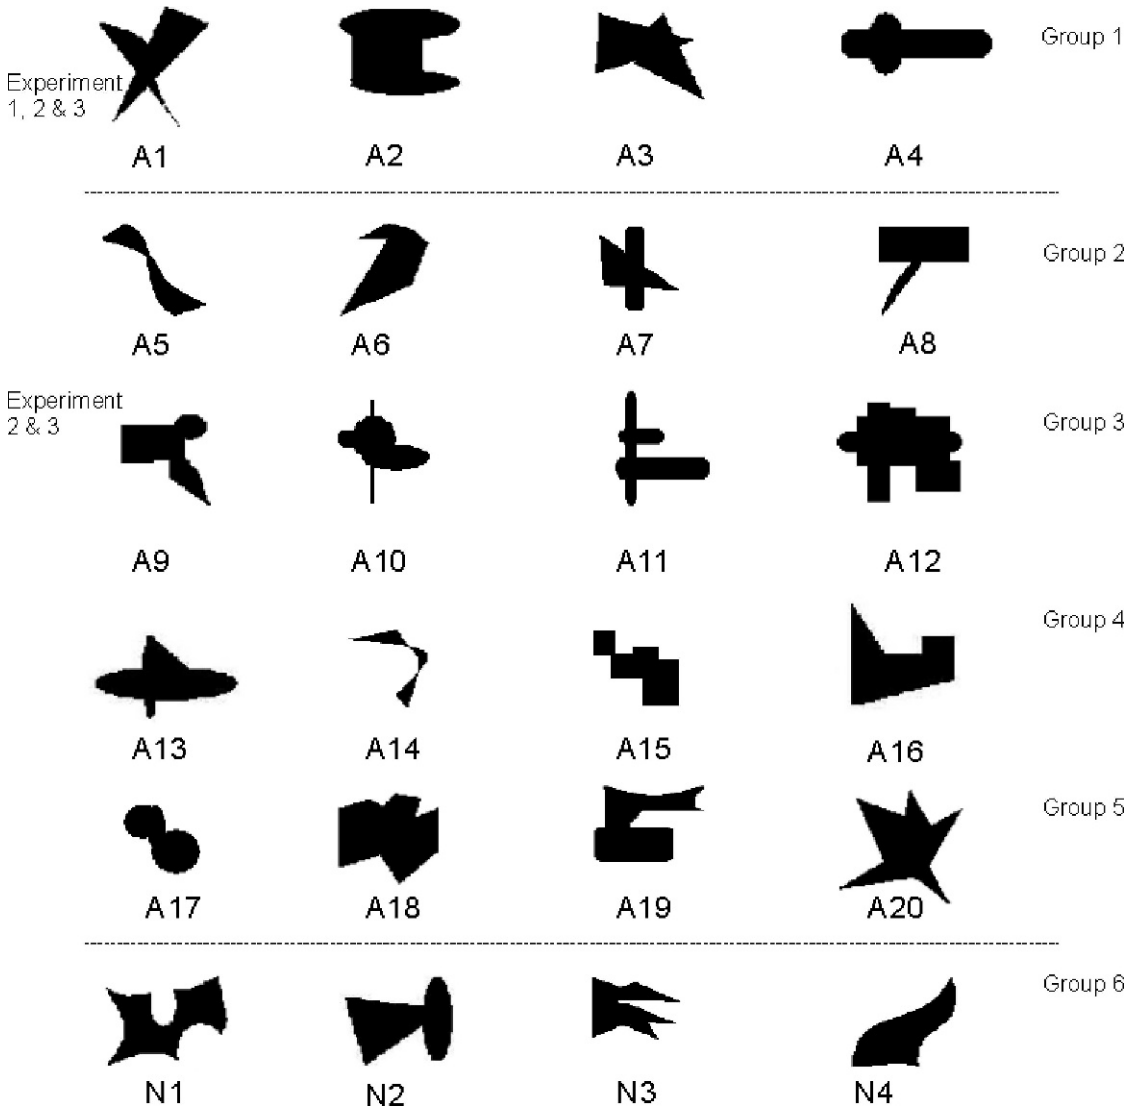 Group 1
Experiment
1, 2 & 3
A1 A2 A3 A4
Group 2
A5 A6 A7 A8
Experiment
2 & 3
Group 3
A9 A10 A11 A12
Group 4
A13 A14 A15 A16
Group 5
A17 A18 A19 A20
Group 6
N1 N2 N3 N4